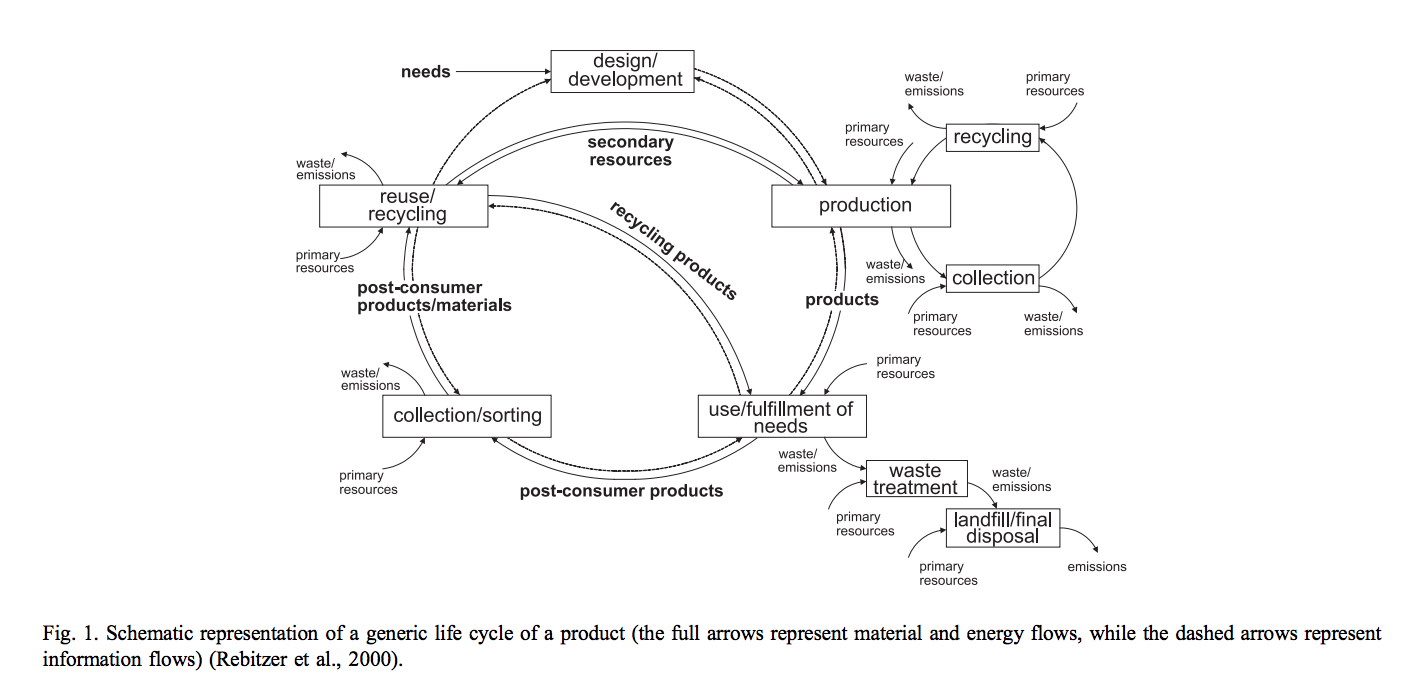 design/
development
needs
waste/
emissions
primary
resources
recycling
primary
resources
secondary
resources
waste/
emissions
reuse/
recycling
production
recycling products
primary
resources
waste/
emissions
collection
post-consumer
products/materials
products
primary
resources
waste/
emissions
waste/
emissions
primary
resources
collection/sorting
use/fulfillment of
needs
waste/
emissions
primary
resources
post-consumer products
waste
treatment
waste/
emissions
primary
resources
landfill/final
disposal
primary
resources
emissions
Fig. 1. Schematic representation of a generic life cycle of a product (the full arrows represent material and energy flows, while the dashed arrows represent
information flows) (Rebitzer et al., 2000).